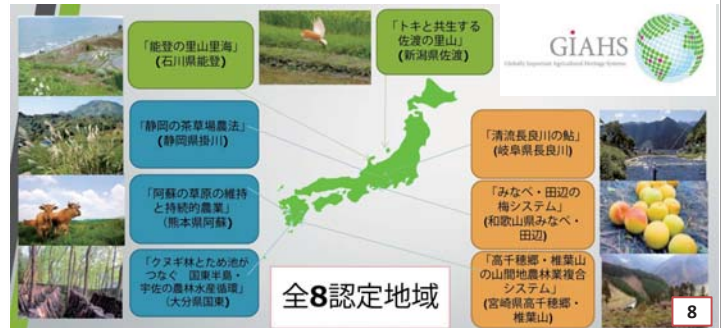 「能登の里山里海」
(石川県能登)
「トキと共生する
佐渡の里山」
(新潟県佐渡)
GIAHS
Globally Important Agricultural Heritage Systems
「静岡の茶草場農法」
(静岡県掛川)
「清流長良川の鮎」
(岐阜県長良川)
「阿蘇の草原の維持
と持続的農業」
(熊本県阿蘇)
「みなべ・田辺の
梅システム」
(和歌山県みなべ・
田辺)
「クヌギ林とため池が
つなぐ 国東半島・
宇佐の農林水産循環」
(大分県国東)
「高千穂郷・椎葉山
の山間地農林業複合
システム」
(宮崎県高千穂郷・
椎葉山)
全8認定地域
8